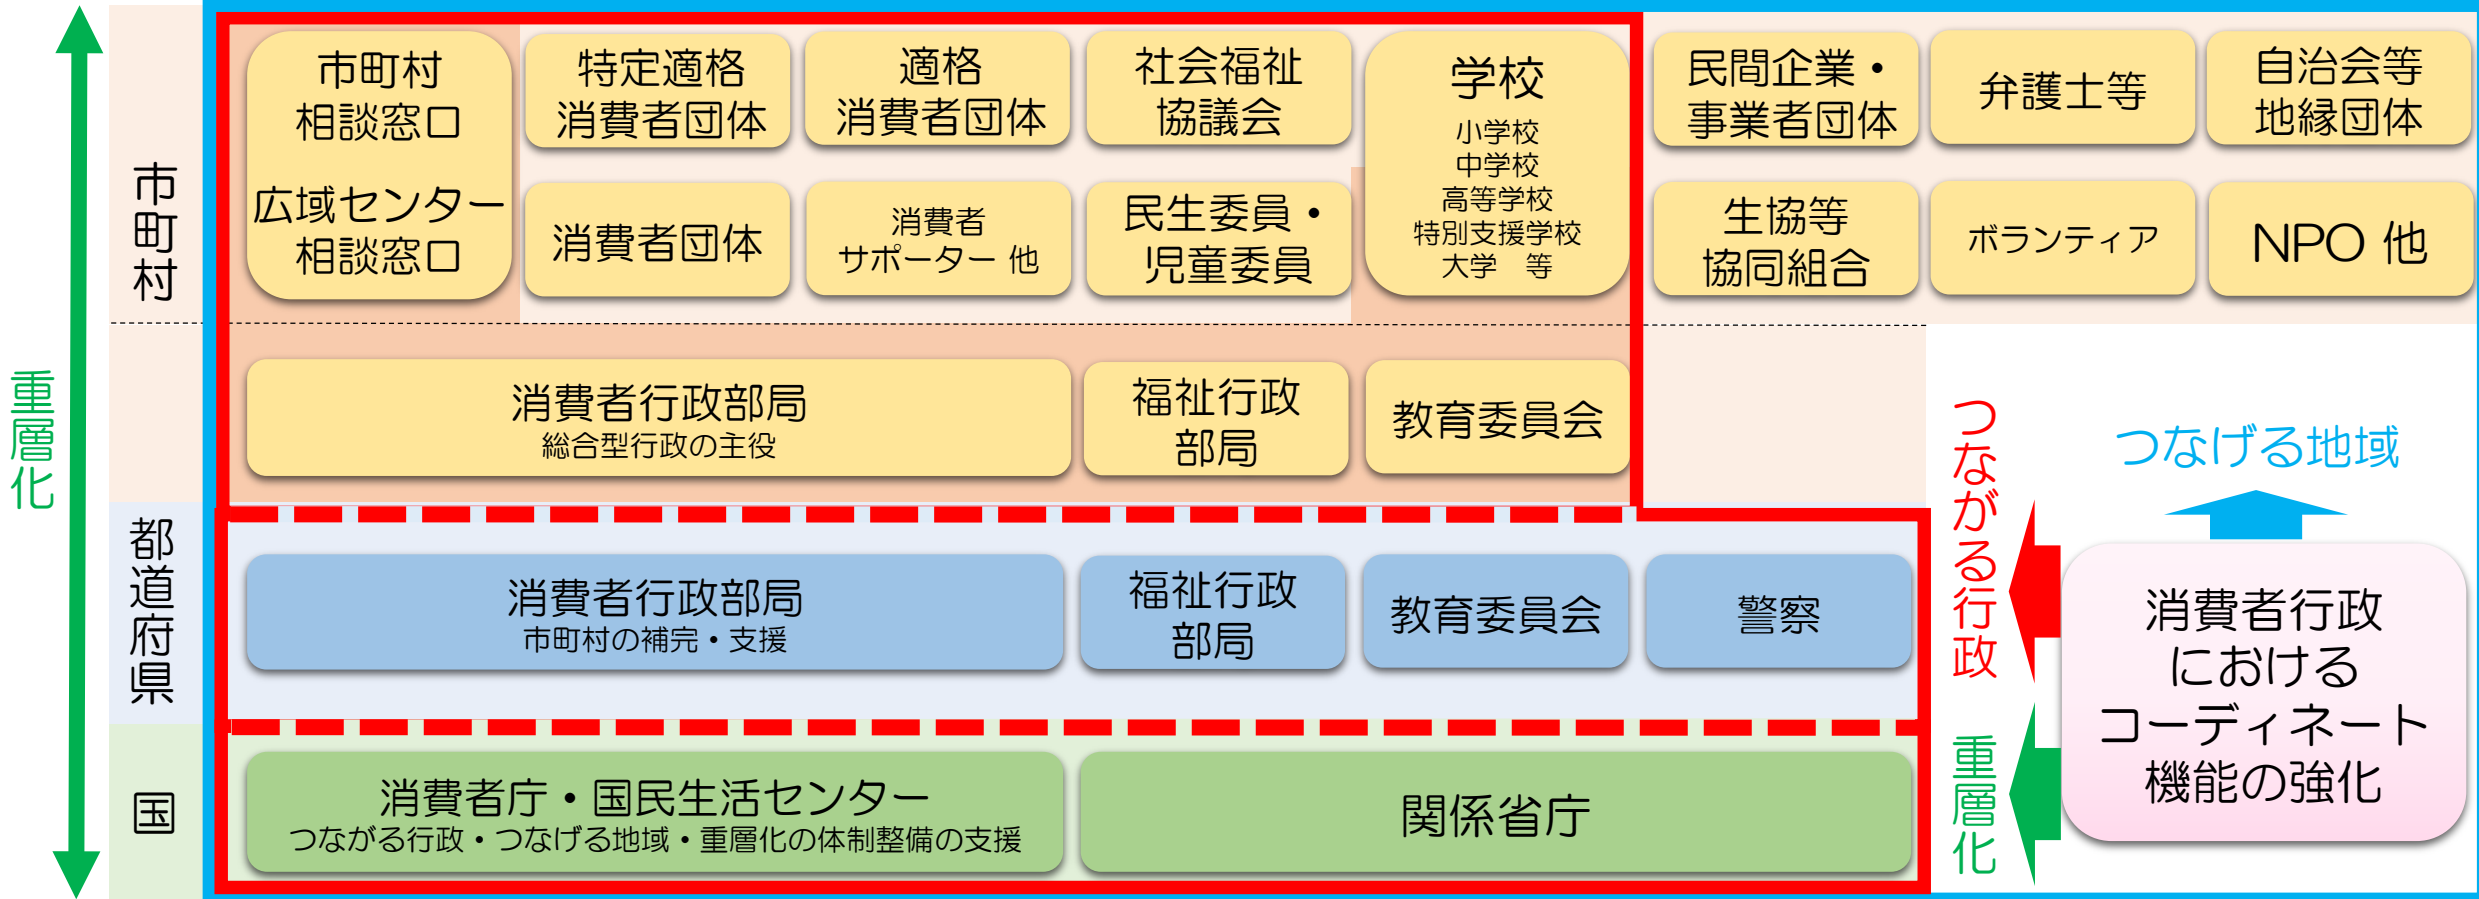 重層化
市町村
市町村
相談窓口
広域センター
相談窓口
特定適格
消費者団体
適格
消費者団体
社会福祉
協議会
学校
小学校
中学校
高等学校
特別支援学校
大学　等
民間企業・
事業者団体
弁護士等
自治会等
地縁団体
消費者団体
消費者
サポーター 他
民生委員・
児童委員
生協等
協同組合
ボランティア
NPO 他
消費者行政部局
総合型行政の主役
福祉行政
部局
教育委員会
都道府県
消費者行政部局
市町村の補完・支援
福祉行政
部局
教育委員会
警察
国
消費者庁・国民生活センター
つながる行政・つなげる地域・重層化の体制整備の支援
関係省庁
つながる行政
つなげる地域
重層化
消費者行政
における
コーディネート
機能の強化